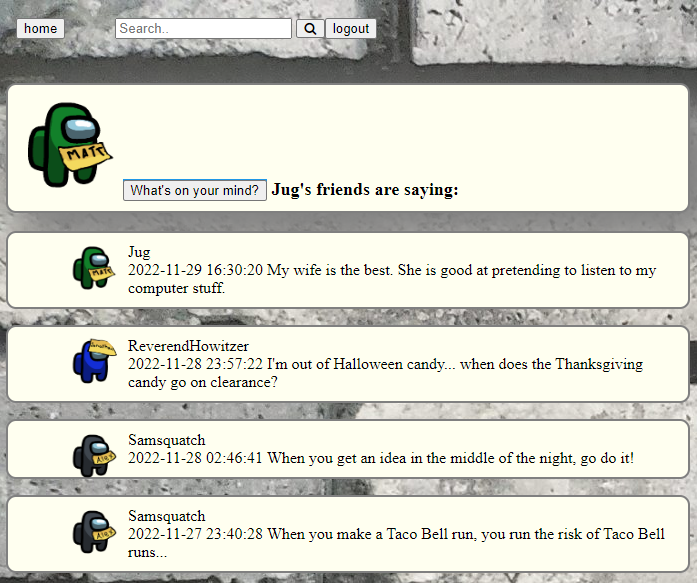 home Search.. logout
MATT
What's on your mind? Jug's friends are saying:
Jug
MATT
2022-11-29 16:30:20 My wife is the best. She is good at pretending to listen to my
computer stuff.
ReverendHowitzer
2022-11-28 23:57:22 I'm out of Halloween candy... when does the Thanksgiving
candy go on clearance?
Samsquatch
2022-11-28 02:46:41 When you get an idea in the middle of the night, go do it!
Samsquatch
2022-11-27 23:40:28 When you make a Taco Bell run, you run the risk of Taco Bell
runs...